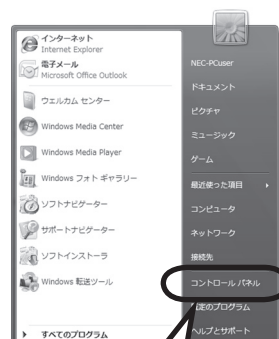 インターネット
Internet Explorer
電子メール
Microsoft Office Outlook
ウェルカム センター
Windows Media Center
Windows Media Player
Windows フォト ギャラリー
ソフトナビゲーター
サポートナビゲーター
ソフトインストーラ
Windows 転送ツール
すべてのプログラム
NEC-PCuser
ドキュメント
ピクチャ
ミュージック
ゲーム
最近使った項目
コンピュータ
ネットワーク
接続先
コントロール パネル
定のプログラム
ヘルプとサポート